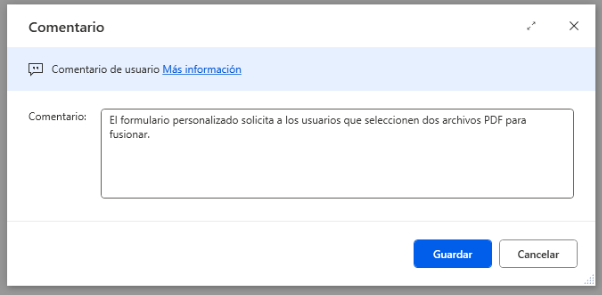 Comentario
Comentario de usuario Más información
Comentario:
El formulario personalizado solicita a los usuarios que seleccionen dos archivos PDF para
fusionar.
Guardar
Cancelar